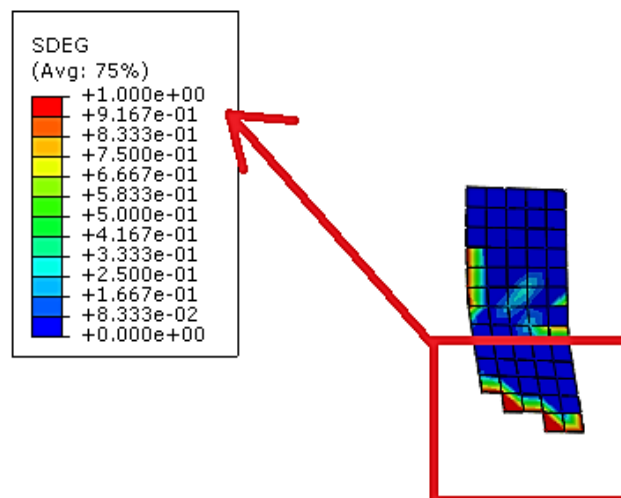 SDEG
(Avg: 75%)
+1.000e+00
+9.167e-01
+8.333e-01
+7.500e-01
+6.667e-01
+5.833e-01
+5.000e-01
+4.167e-01
+3.333e-01
+2.500e-01
+1.667e-01
+8.333e-02
+0.000e+00